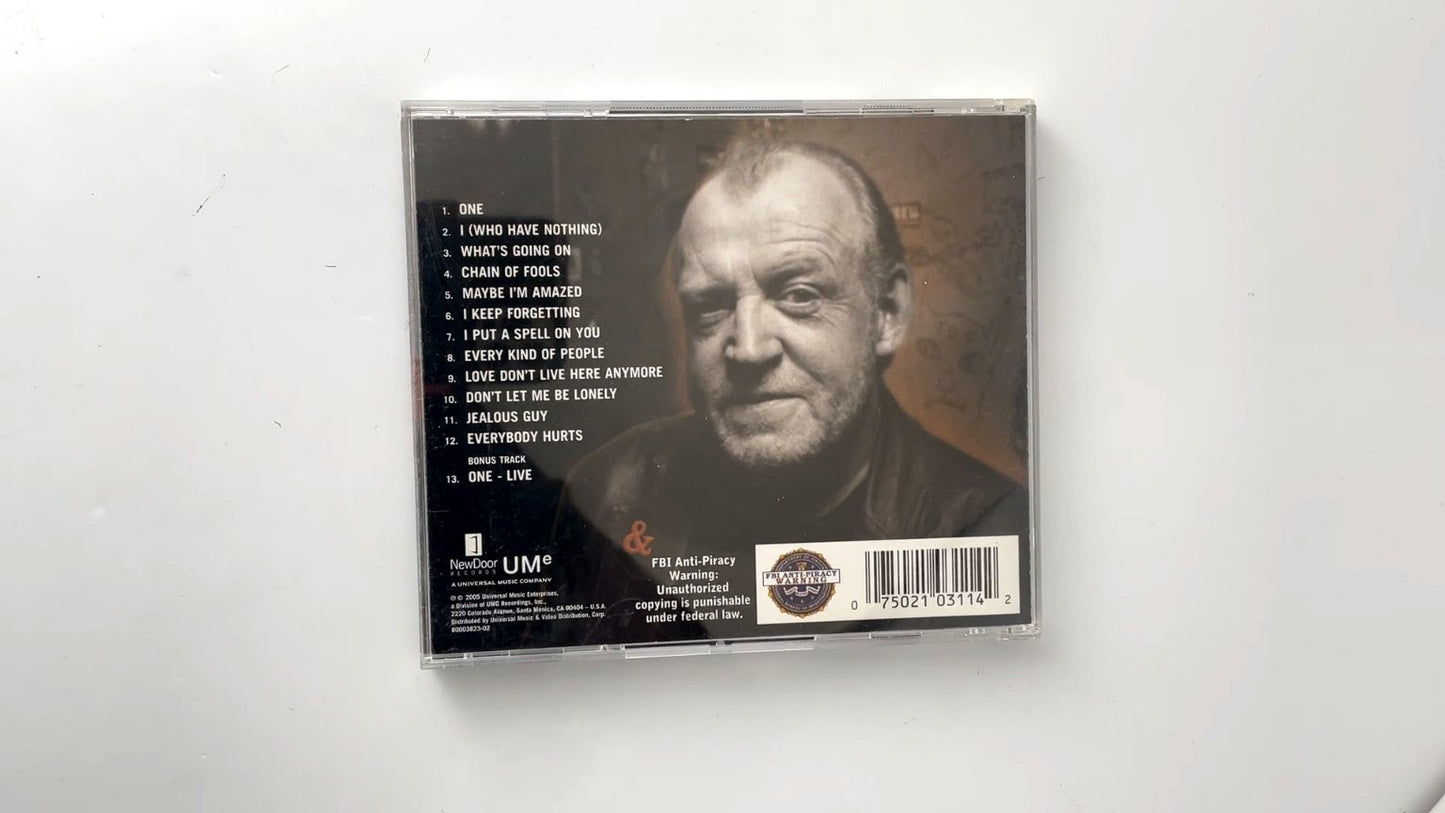 1. ONE
2. I (WHO HAVE NOTHING)
3. WHAT'S GOING ON
4. CHAIN OF FOOLS
5. MAYBE I'M AMAZED
6. I KEEP FORGETTING
7. I PUT A SPELL ON YOU
8. EVERY KIND OF PEOPLE
9. LOVE DON'T LIVE HERE ANYMORE
10. DON'T LET ME BE LONELY
11. JEALOUS GUY
12. EVERYBODY HURTS
BONUS TRACK
13. ONE - LIVE
NewDoor
RECORDS
UMe
A UNIVERSAL MUSIC COMPANY
℗ © 2005 Universal Music Enterprises,
a Division of UMG Recordings, Inc.,
2220 Colorado Avenue, Santa Monica, CA 90404 - U.S.A.
Distributed by Universal Music & Video Distribution, Corp.
80003823-02
&
FBI Anti-Piracy
Warning:
Unauthorized
copying is punishable
under federal law.
FBI ANTI-PIRACY
WARNING
0 75021 03114 2